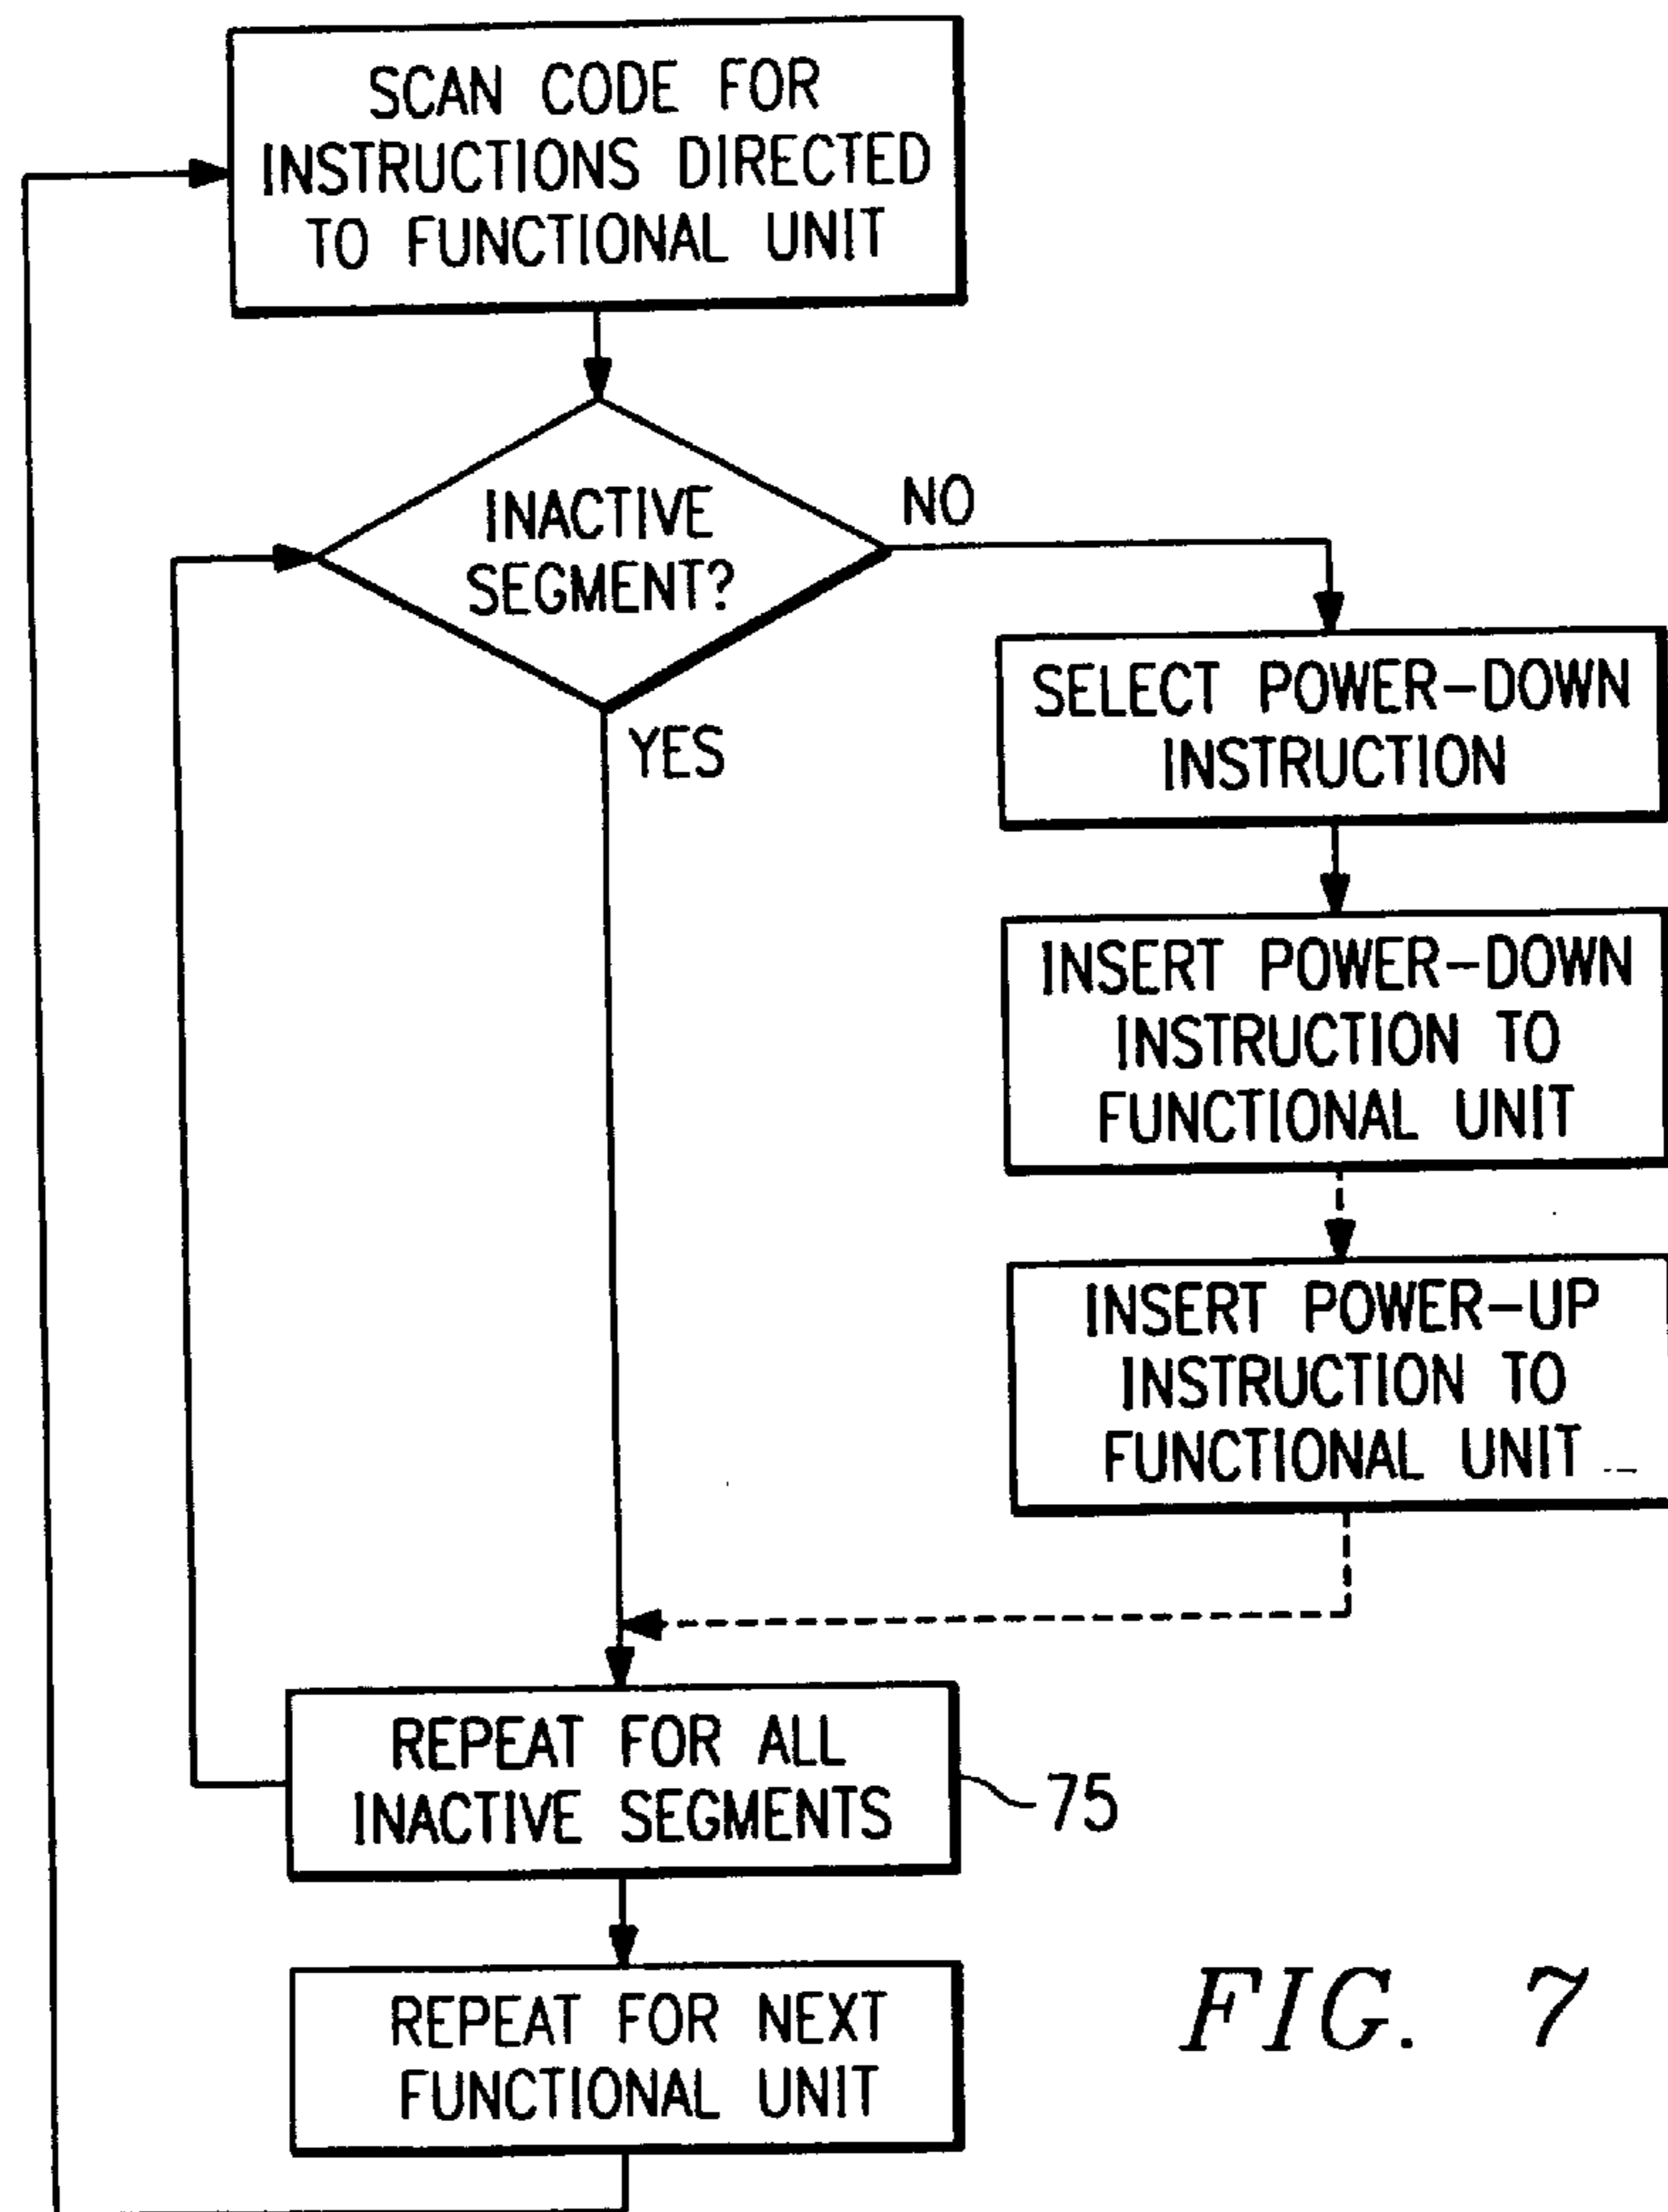 SCAN CODE FOR
INSTRUCTIONS DIRECTED
TO FUNCTIONAL UNIT
INACTIVE
SEGMENT?
NO
YES
SELECT POWER-DOWN
INSTRUCTION
INSERT POWER-DOWN
INSTRUCTION TO
FUNCTIONAL UNIT
INSERT POWER-UP
INSTRUCTION TO
FUNCTIONAL UNIT
REPEAT FOR ALL
INACTIVE SEGMENTS
75
REPEAT FOR NEXT
FUNCTIONAL UNIT
FIG. 7